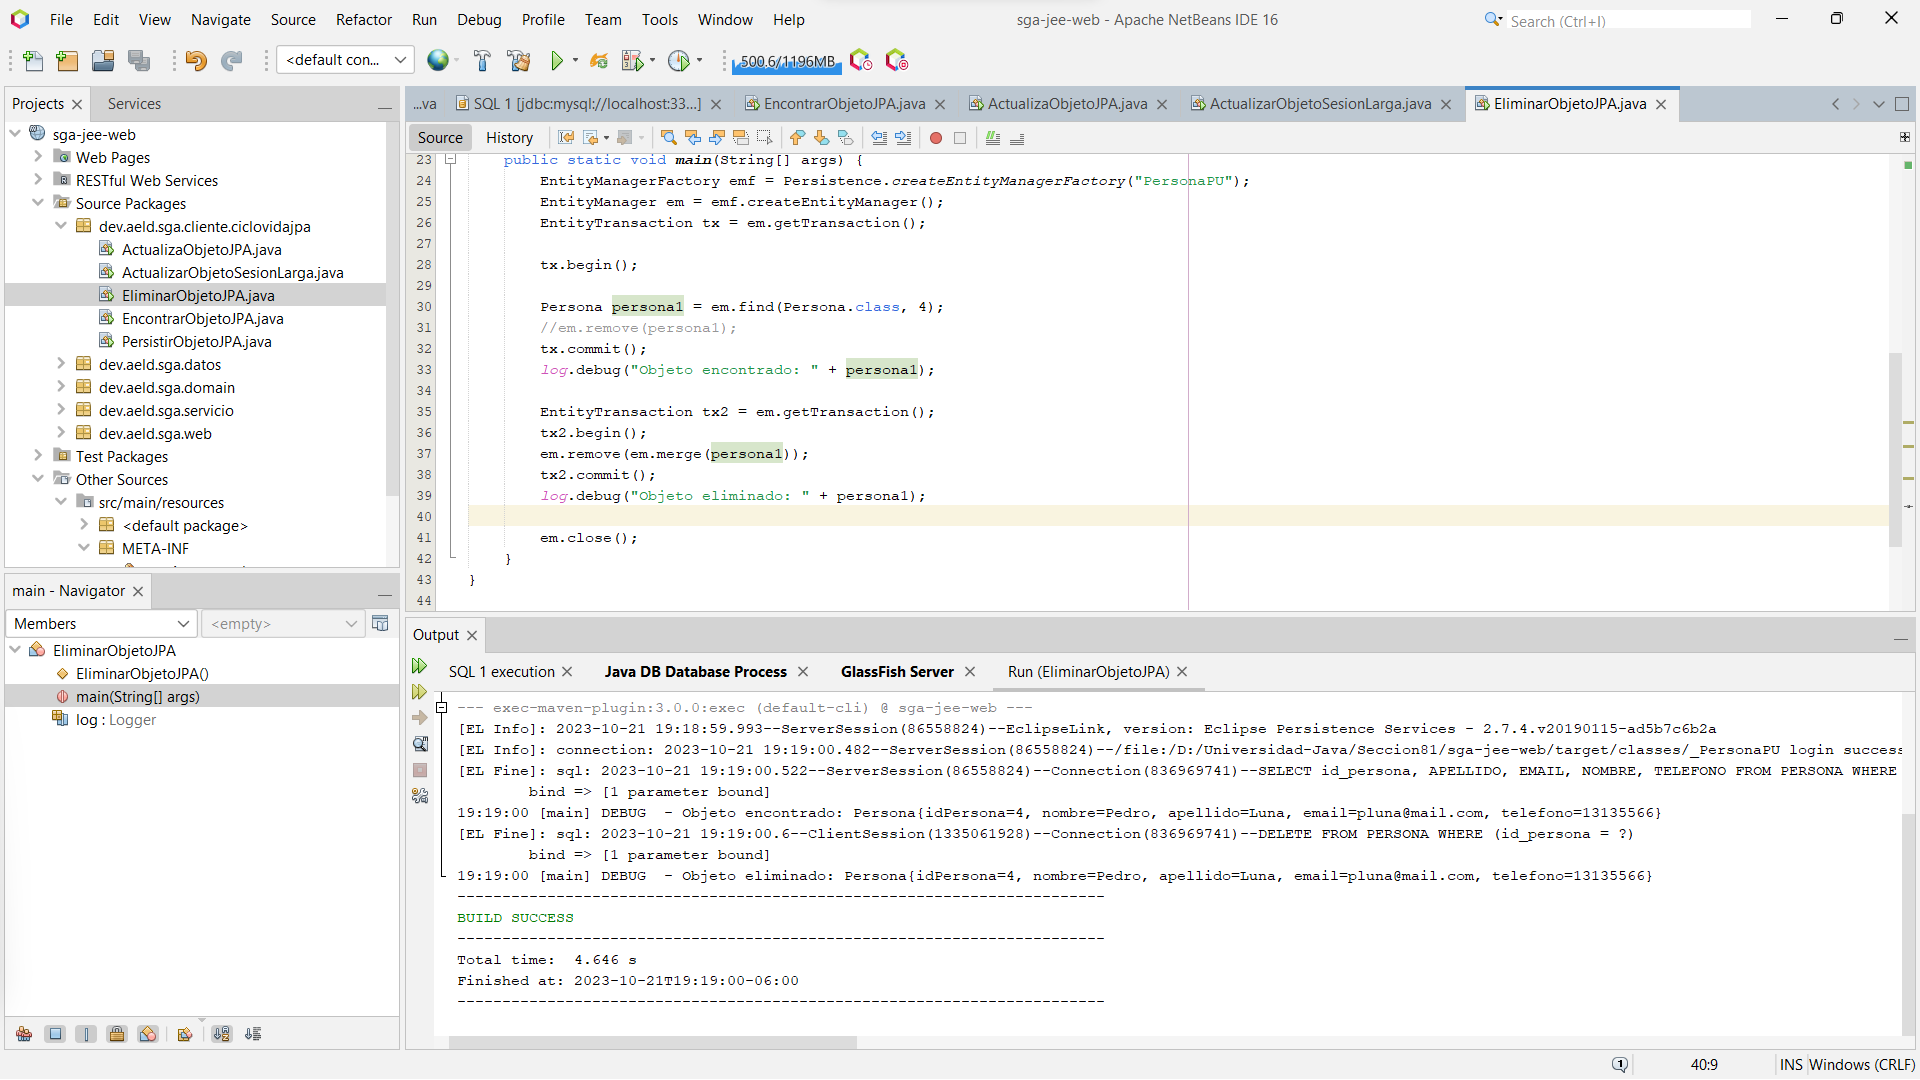 File Edit View Navigate Source Refactor Run Debug Profile Team Tools Window Help
sga-jee-web - Apache NetBeans IDE 16
Search (Ctrl+I)
<default con...
500.6/1196MB
Projects
Services
sga-jee-web
Web Pages
RESTful Web Services
Source Packages
dev.aeld.sga.cliente.ciclovidajpa
ActualizaObjetoJPA.java
ActualizarObjetoSesionLarga.java
EliminarObjetoJPA.java
EncontrarObjetoJPA.java
PersistirObjetoJPA.java
dev.aeld.sga.datos
dev.aeld.sga.domain
dev.aeld.sga.servicio
dev.aeld.sga.web
Test Packages
Other Sources
src/main/resources
<default package>
META-INF
main - Navigator
Members
<empty>
EliminarObjetoJPA
EliminarObjetoJPA()
main(String[] args)
log : Logger
...va
SQL 1 [jdbc:mysql://localhost:33...]
EncontrarObjetoJPA.java
ActualizaObjetoJPA.java
ActualizarObjetoSesionLarga.java
EliminarObjetoJPA.java
Source
History
23 public static void main(String[] args) {
24 EntityManagerFactory emf = Persistence.createEntityManagerFactory("PersonaPU");
25 EntityManager em = emf.createEntityManager();
26 EntityTransaction tx = em.getTransaction();
27
28 tx.begin();
29
30 Persona persona1 = em.find(Persona.class, 4);
31 //em.remove(persona1);
32 tx.commit();
33 log.debug("Objeto encontrado: " + persona1);
34
35 EntityTransaction tx2 = em.getTransaction();
36 tx2.begin();
37 em.remove(em.merge(persona1));
38 tx2.commit();
39 log.debug("Objeto eliminado: " + persona1);
40
41 em.close();
42 }
43 }
44
Output
SQL 1 execution
Java DB Database Process
GlassFish Server
Run (EliminarObjetoJPA)
--- exec-maven-plugin:3.0.0:exec (default-cli) @ sga-jee-web ---
[EL Info]: 2023-10-21 19:18:59.993--ServerSession(86558824)--EclipseLink, version: Eclipse Persistence Services - 2.7.4.v20190115-ad5b7c6b2a
[EL Info]: connection: 2023-10-21 19:19:00.482--ServerSession(86558824)--/file:/D:/Universidad-Java/Seccion81/sga-jee-web/target/classes/_PersonaPU login success
[EL Fine]: sql: 2023-10-21 19:19:00.522--ServerSession(86558824)--Connection(836969741)--SELECT id_persona, APELLIDO, EMAIL, NOMBRE, TELEFONO FROM PERSONA WHERE
bind => [1 parameter bound]
19:19:00 [main] DEBUG - Objeto encontrado: Persona{idPersona=4, nombre=Pedro, apellido=Luna, email=pluna@mail.com, telefono=13135566}
[EL Fine]: sql: 2023-10-21 19:19:00.6--ClientSession(1335061928)--Connection(836969741)--DELETE FROM PERSONA WHERE (id_persona = ?)
bind => [1 parameter bound]
19:19:00 [main] DEBUG - Objeto eliminado: Persona{idPersona=4, nombre=Pedro, apellido=Luna, email=pluna@mail.com, telefono=13135566}
------------------------------------------------------------------------
BUILD SUCCESS
------------------------------------------------------------------------
Total time: 4.646 s
Finished at: 2023-10-21T19:19:00-06:00
------------------------------------------------------------------------
1
40:9
INS
Windows (CRLF)